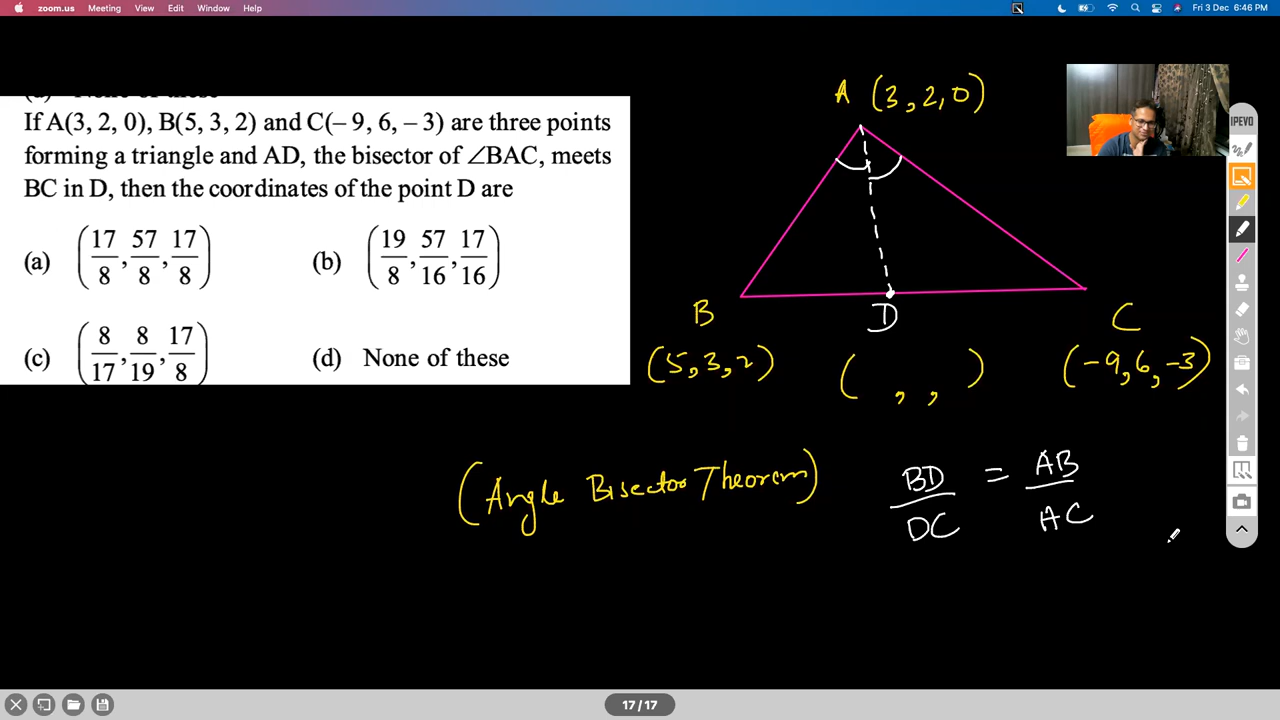 zoom.us Meeting View Edit Window Help Fri 3 Dec 6:46 PM
(d) None of these
If A(3, 2, 0), B(5, 3, 2) and C(– 9, 6, – 3) are three points
forming a triangle and AD, the bisector of ∠BAC, meets
BC in D, then the coordinates of the point D are
(a) (17/8, 57/8, 17/8) (b) (19/8, 57/16, 17/16)
(c) (8/17, 8/19, 17/8) (d) None of these
A (3, 2, 0)
B D C
(5, 3, 2) ( , , ) (-9, 6, -3)
(Angle Bisector Theorem) BD/DC = AB/AC
IPEVO
17/17